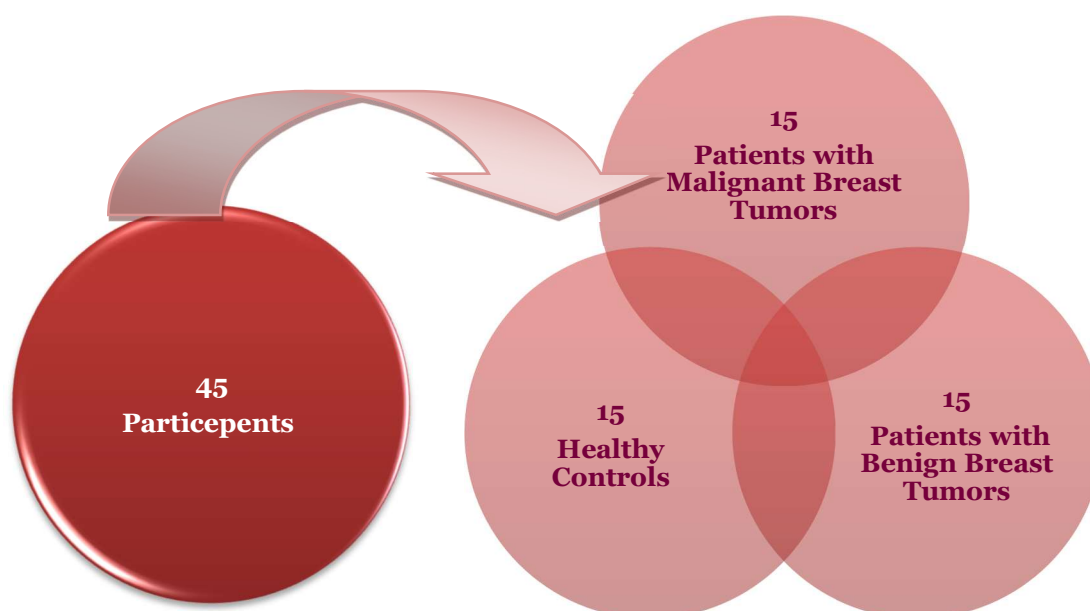 45
Particepents
15
Patients with
Malignant Breast
Tumors
15
Healthy
Controls
15
Patients with
Benign Breast
Tumors